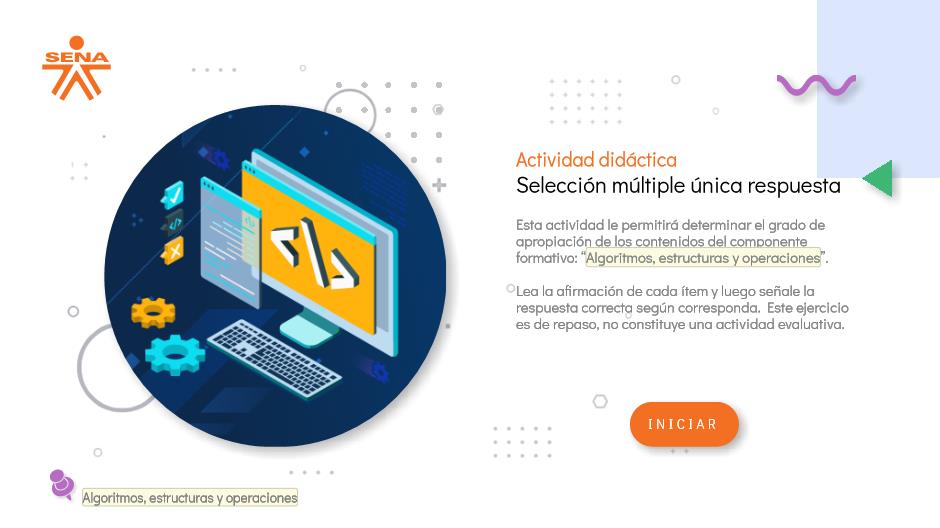 SENA
Actividad didáctica
Selección múltiple única respuesta
Esta actividad le permitirá determinar el grado de
apropiación de los contenidos del componente
formativo: “Algoritmos, estructuras y operaciones”.
Lea la afirmación de cada ítem y luego señale la
respuesta correcta según corresponda. Este ejercicio
es de repaso, no constituye una actividad evaluativa.
INICIAR
Algoritmos, estructuras y operaciones